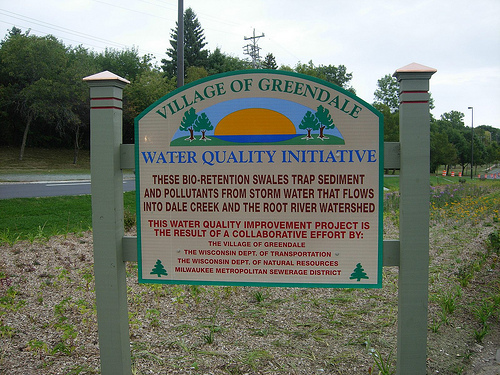 VILLAGE OF GREENDALE
WATER QUALITY INITIATIVE
THESE BIO-RETENTION SWALES TRAP SEDIMENT
AND POLLUTANTS FROM STORM WATER THAT FLOWS
INTO DALE CREEK AND THE ROOT RIVER WATERSHED
THIS WATER QUALITY IMPROVEMENT PROJECT IS
THE RESULT OF A COLLABORATIVE EFFORT BY:
THE VILLAGE OF GREENDALE
THE WISCONSIN DEPT. OF TRANSPORTATION
THE WISCONSIN DEPT. OF NATURAL RESOURCES
MILWAUKEE METROPOLITAN SEWERAGE DISTRICT